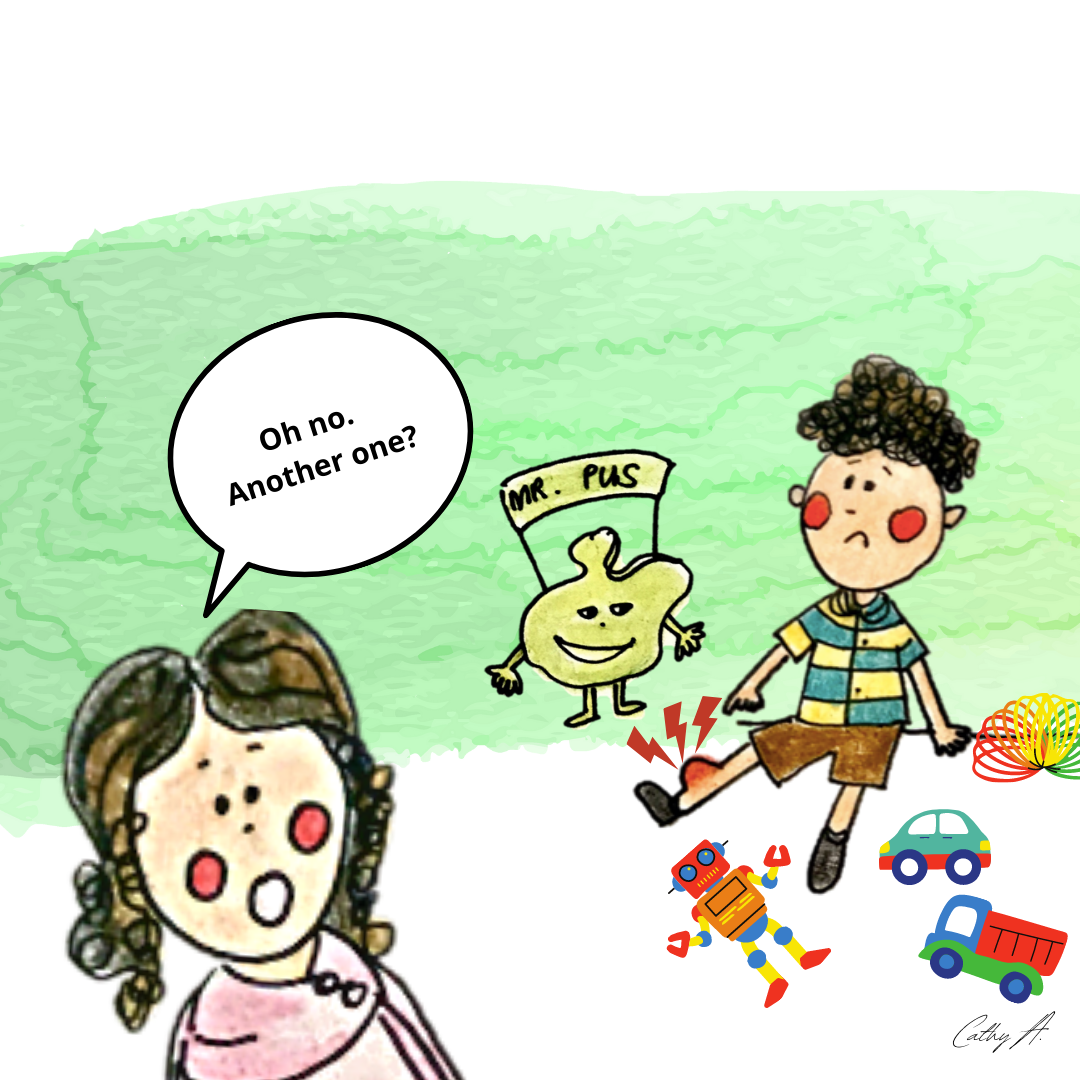 Oh no.
Another one?
MR. PUS
Cathy A.